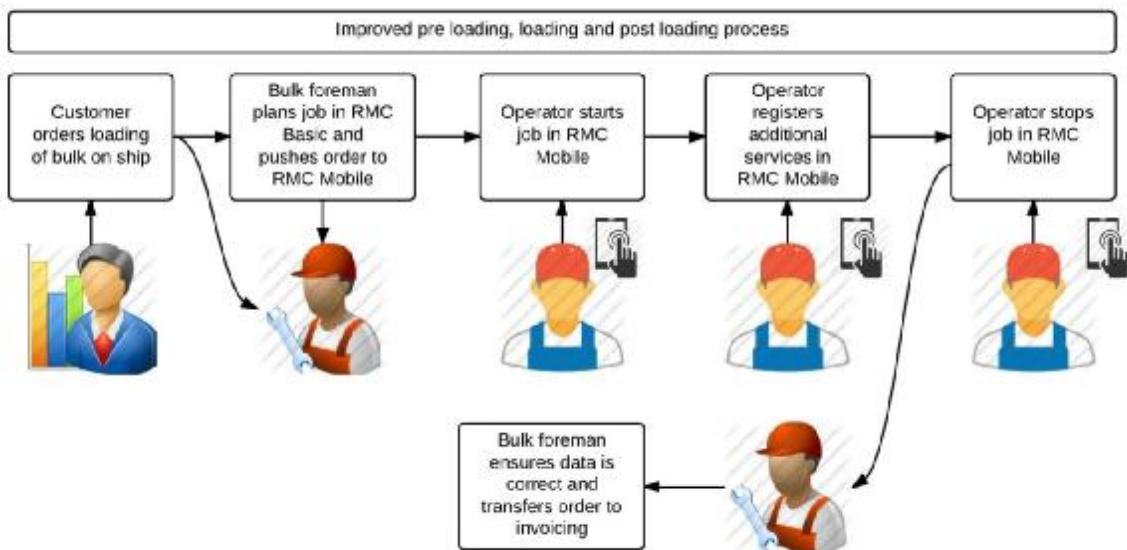 Improved pre loading, loading and post loading process
Customer
orders loading
of bulk on ship
Bulk foreman
plans job in RMC
Basic and
pushes order to
RMC Mobile
Operator starts
job in RMC
Mobile
Operator
registers
additional
services in
RMC Mobile
Operator stops
job in RMC
Mobile
Bulk foreman
ensures data is
correct and
transfers order to
invoicing